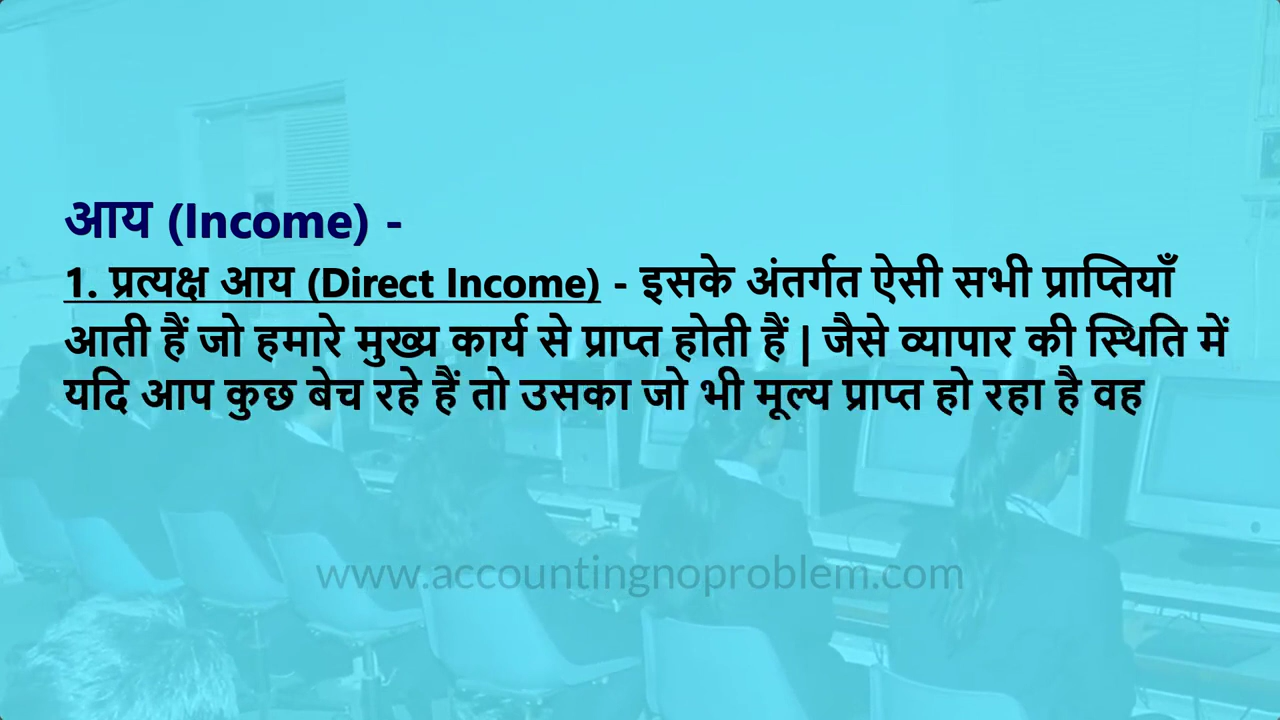 आय (Income) -
1. प्रत्यक्ष आय (Direct Income) - इसके अंतर्गत ऐसी सभी प्राप्तियाँ
आती हैं जो हमारे मुख्य कार्य से प्राप्त होती हैं | जैसे व्यापार की स्थिति में
यदि आप कुछ बेच रहे हैं तो उसका जो भी मूल्य प्राप्त हो रहा है वह
www.accountingnoproblem.com